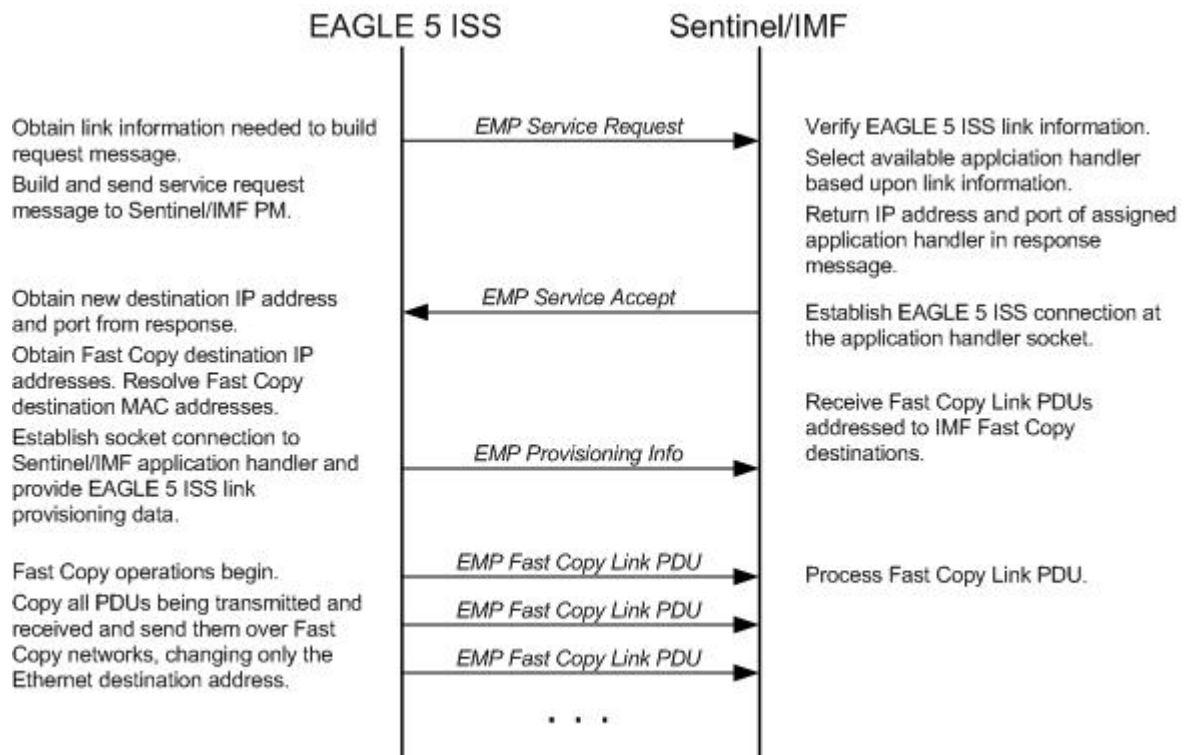 EAGLE 5 ISS
Sentinel/IMF
Obtain link information needed to build
request message.
Build and send service request
message to Sentinel/IMF PM.
EMP Service Request
Verify EAGLE 5 ISS link information.
Select available applciation handler
based upon link information.
Return IP address and port of assigned
application handler in response
message.
Obtain new destination IP address
and port from response.
Obtain Fast Copy destination IP
addresses. Resolve Fast Copy
destination MAC addresses.
Establish socket connection to
Sentinel/IMF application handler and
provide EAGLE 5 ISS link
provisioning data.
EMP Service Accept
Establish EAGLE 5 ISS connection at
the application handler socket.
Receive Fast Copy Link PDUs
addressed to IMF Fast Copy
destinations.
EMP Provisioning Info
Fast Copy operations begin.
Copy all PDUs being transmitted and
received and send them over Fast
Copy networks, changing only the
Ethernet destination address.
EMP Fast Copy Link PDU
Process Fast Copy Link PDU.
EMP Fast Copy Link PDU
EMP Fast Copy Link PDU
. . .